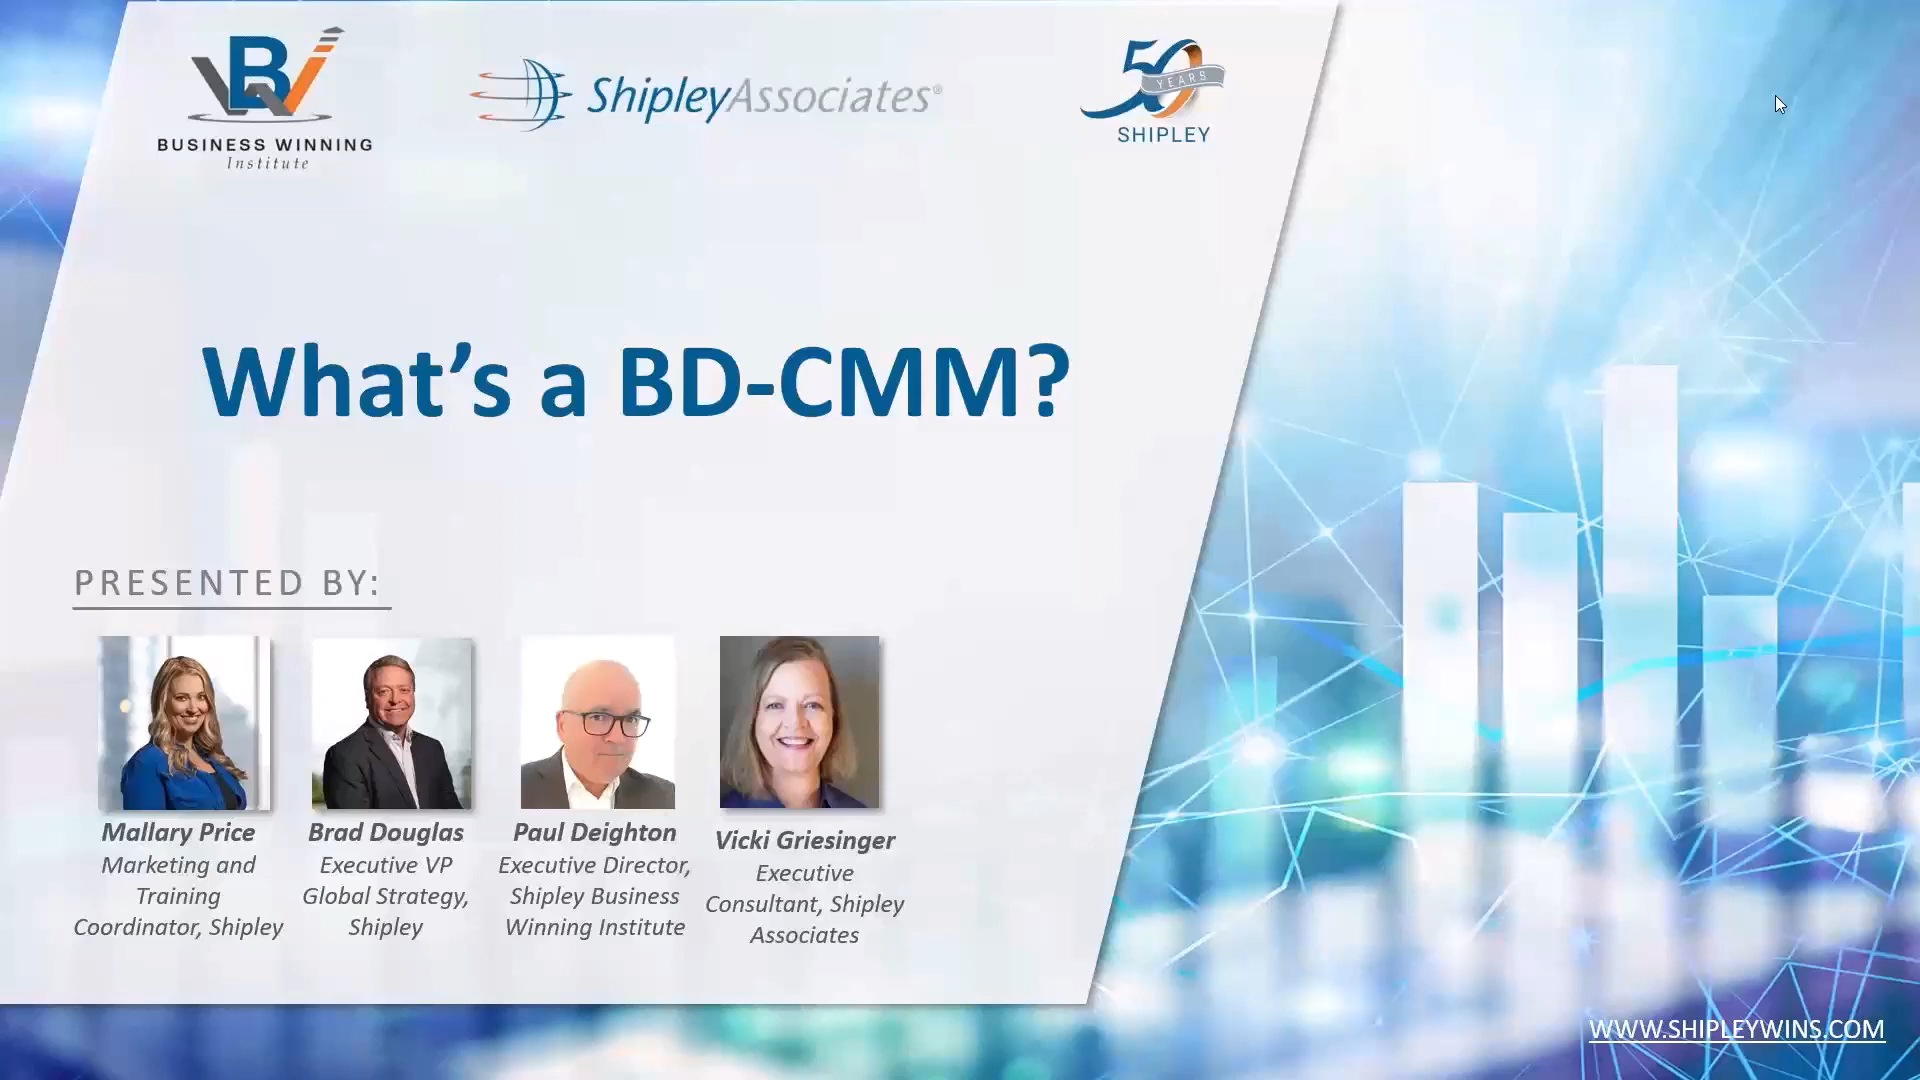 BUSINESS WINNING
Institute
ShipleyAssociates®
50
YEARS
SHIPLEY
What’s a BD-CMM?
PRESENTED BY:
Mallary Price
Marketing and
Training
Coordinator, Shipley
Brad Douglas
Executive VP
Global Strategy,
Shipley
Paul Deighton
Executive Director,
Shipley Business
Winning Institute
Vicki Griesinger
Executive
Consultant, Shipley
Associates
WWW.SHIPLEYWINS.COM